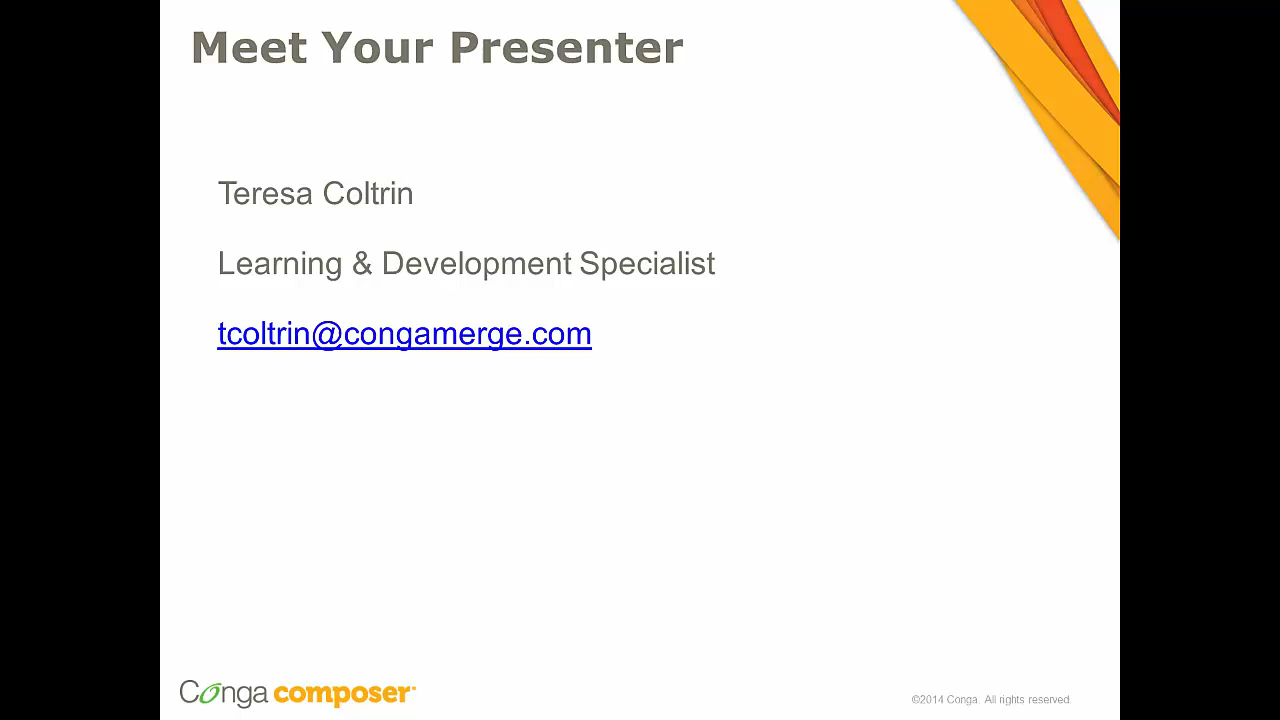 Meet Your Presenter
Teresa Coltrin
Learning & Development Specialist
tcoltrin@congamerge.com
Conga composer
©2014 Conga. All rights reserved.